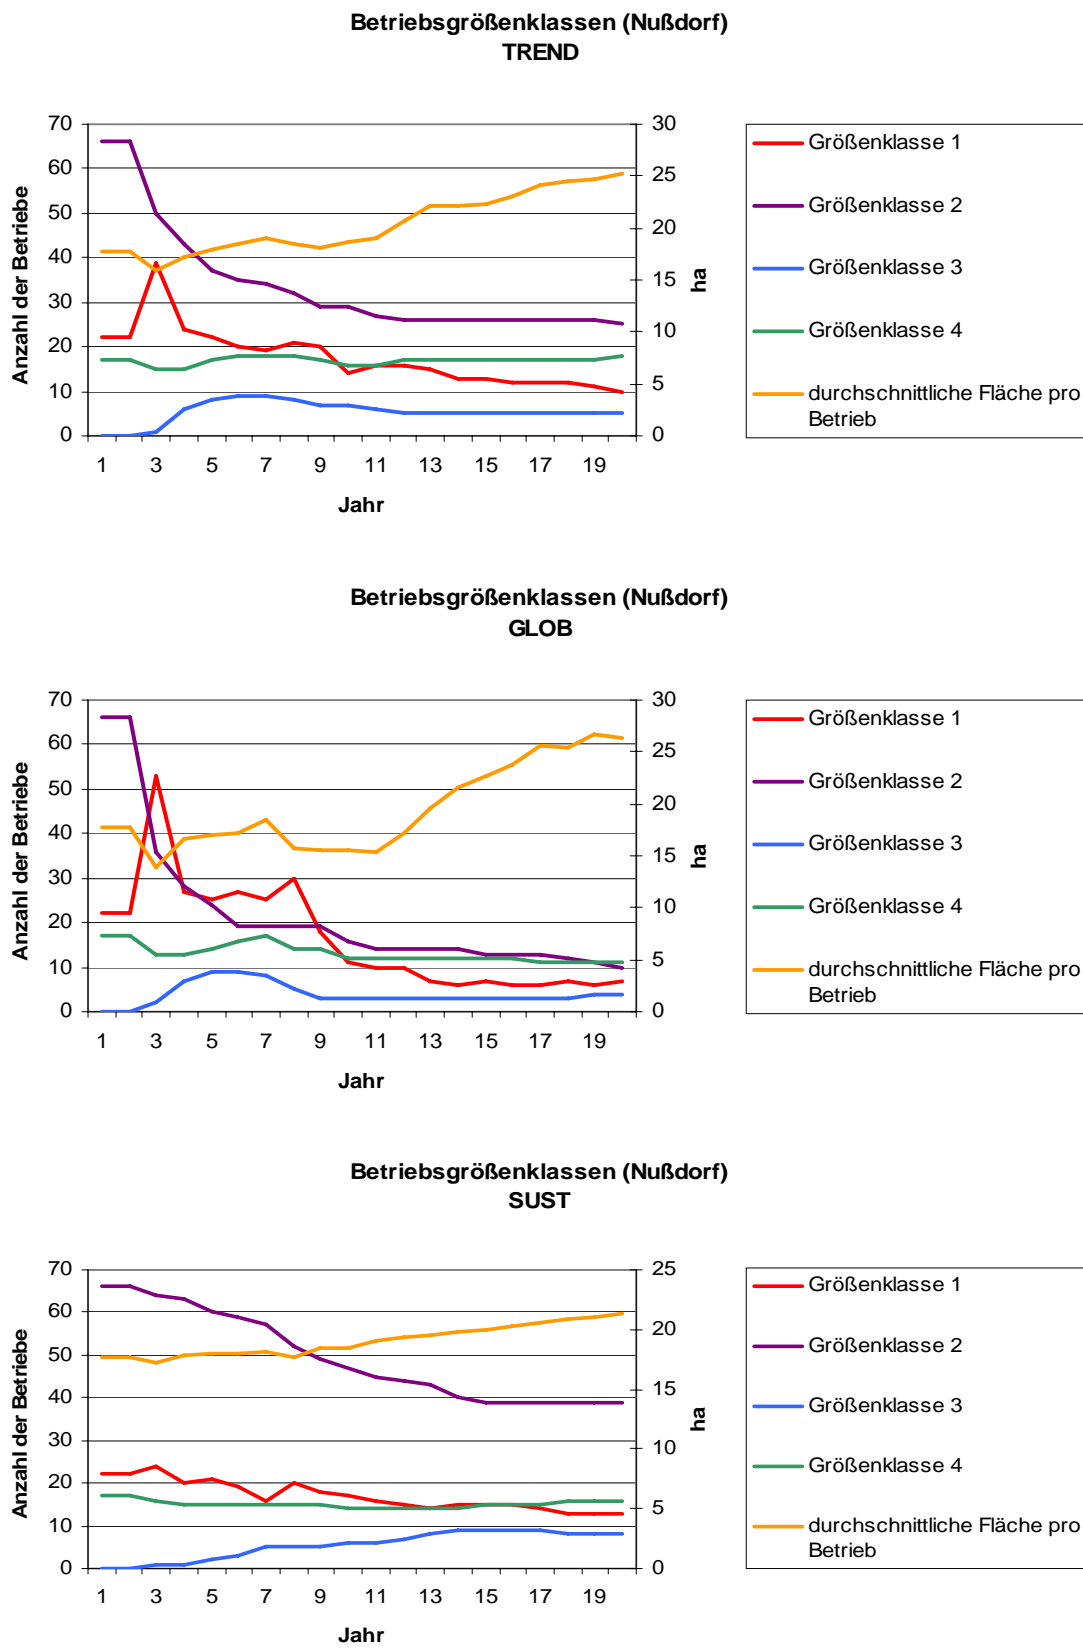 Betriebsgrößenklassen (Nußdorf)
TREND
70
60
50
40
30
20
10
0
Anzahl der Betriebe
30
25
20
15
10
5
0
ha
1 3 5 7 9 11 13 15 17 19
Jahr
Größenklasse 1
Größenklasse 2
Größenklasse 3
Größenklasse 4
durchschnittliche Fläche pro
Betrieb
Betriebsgrößenklassen (Nußdorf)
GLOB
70
60
50
40
30
20
10
0
Anzahl der Betriebe
30
25
20
15
10
5
0
ha
1 3 5 7 9 11 13 15 17 19
Jahr
Größenklasse 1
Größenklasse 2
Größenklasse 3
Größenklasse 4
durchschnittliche Fläche pro
Betrieb
Betriebsgrößenklassen (Nußdorf)
SUST
70
60
50
40
30
20
10
0
Anzahl der Betriebe
25
20
15
10
5
0
ha
1 3 5 7 9 11 13 15 17 19
Jahr
Größenklasse 1
Größenklasse 2
Größenklasse 3
Größenklasse 4
durchschnittliche Fläche pro
Betrieb